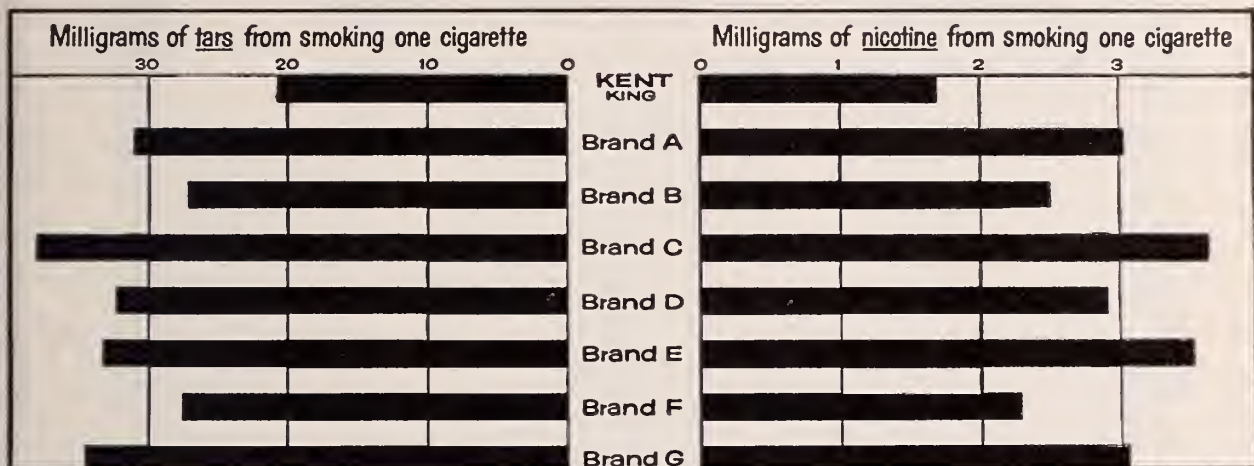 Milligrams of tars from smoking one cigarette
Milligrams of nicotine from smoking one cigarette
30 20 10 0
0 1 2 3
KENT
KING
Brand A
Brand B
Brand C
Brand D
Brand E
Brand F
Brand G